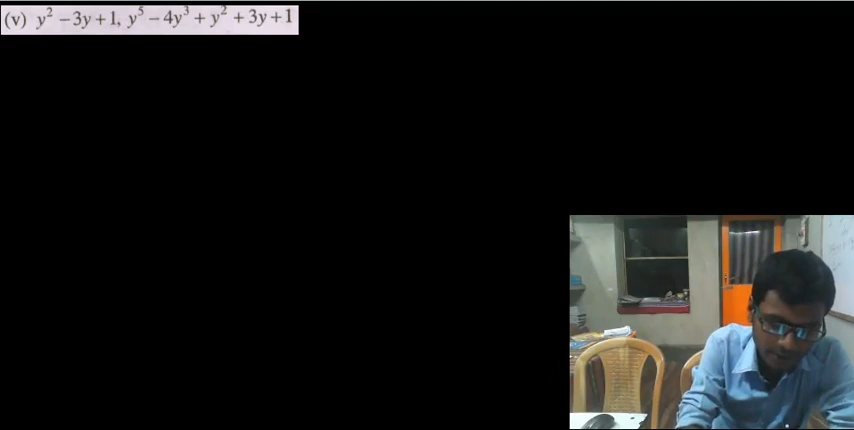 (v) y² − 3y + 1, y⁵ − 4y³ + y² + 3y + 1